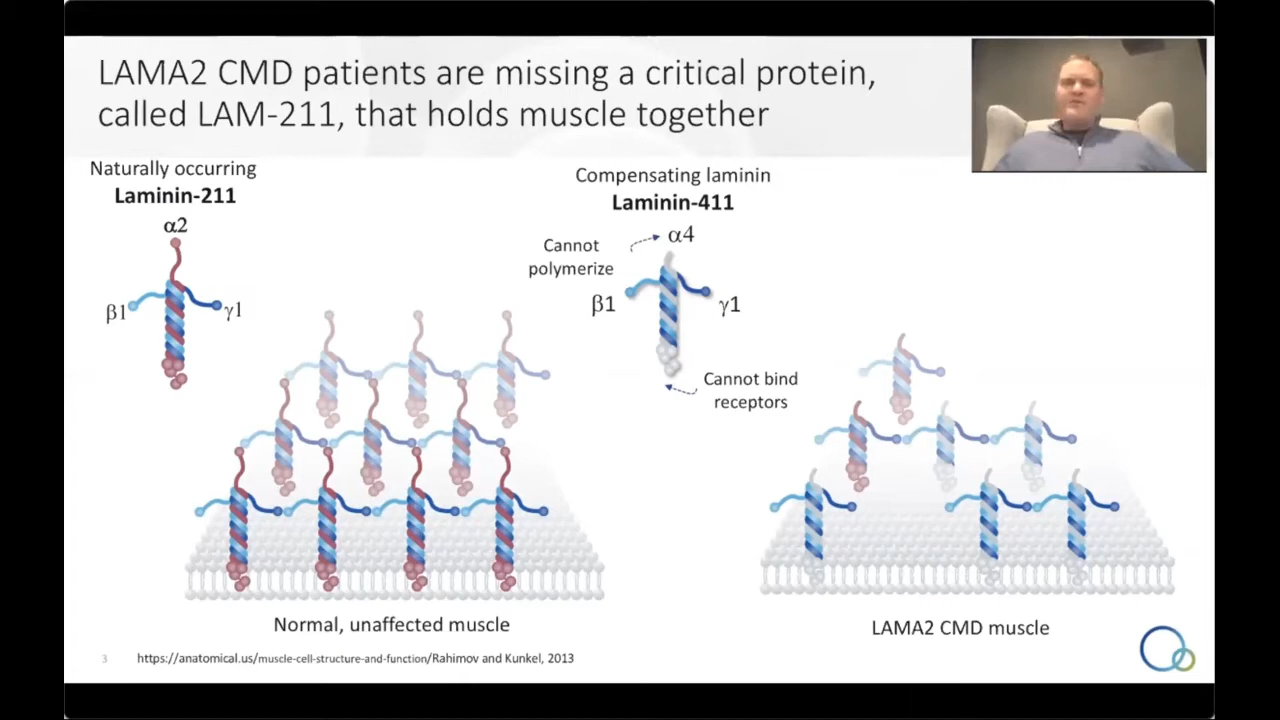 LAMA2 CMD patients are missing a critical protein,
called LAM-211, that holds muscle together
Naturally occurring
Laminin-211
α2
β1
γ1
Compensating laminin
Laminin-411
α4
Cannot
polymerize
β1
γ1
Cannot bind
receptors
Normal, unaffected muscle
LAMA2 CMD muscle
3
https://anatomical.us/muscle-cell-structure-and-function/Rahimov and Kunkel, 2013